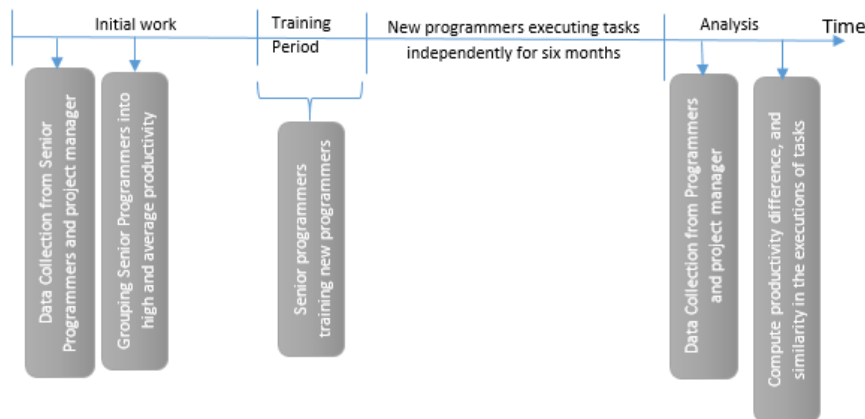 Initial work
Training
Period
New programmers executing tasks
independently for six months
Analysis
Time
Data Collection from Senior
Programmers and project manager
Grouping Senior Programmers into
high and average productivity
Senior programmers
training new programmers
Data Collection from Programmers
and project manager
Compute productivity difference, and
similarity in the executions of tasks